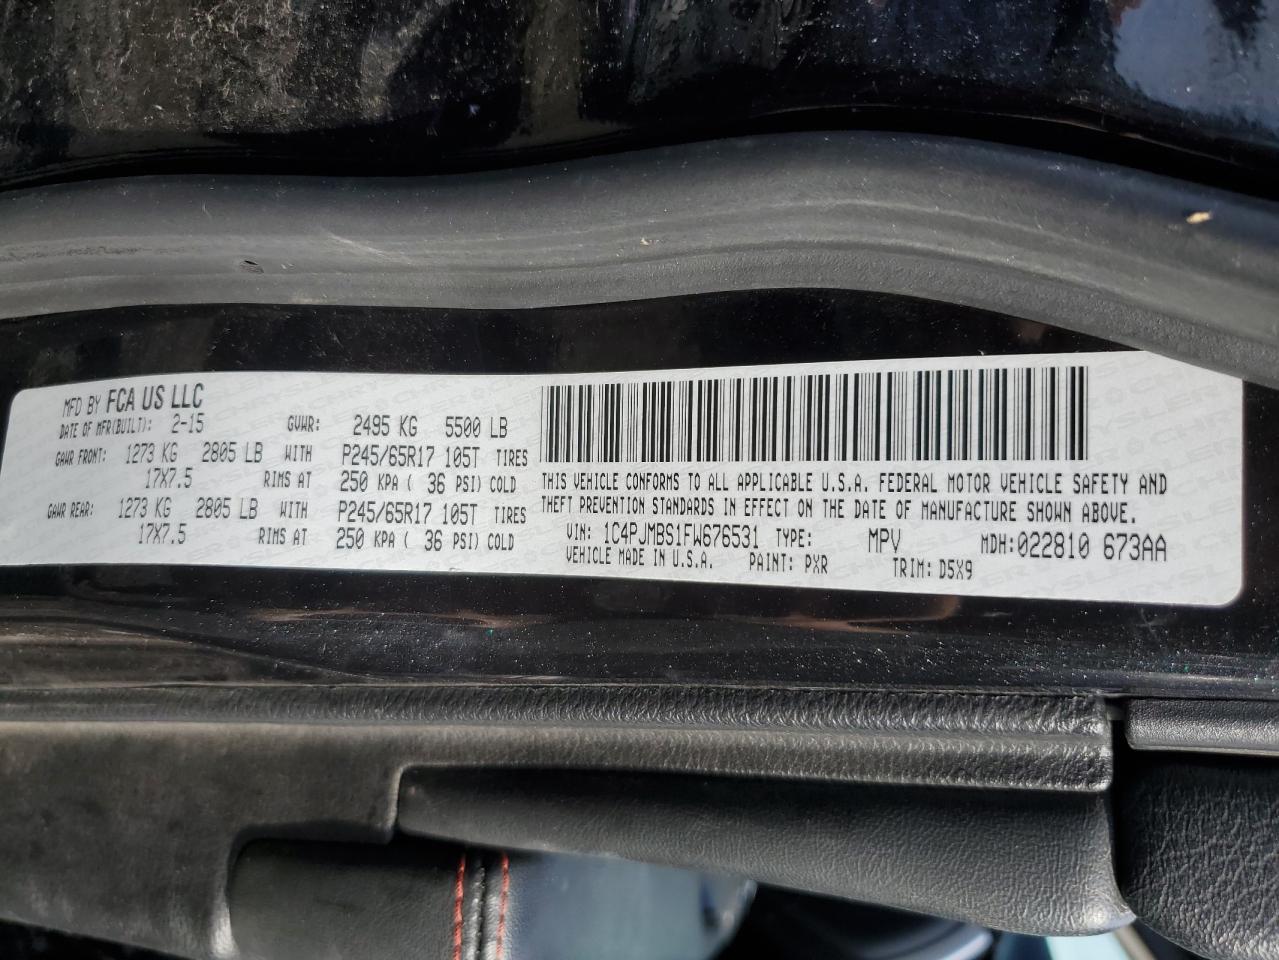 MFD BY FCA US LLC
DATE OF MFR(BUILT): 2-15 GVWR: 2495 KG 5500 LB
GAWR FRONT: 1273 KG 2805 LB WITH P245/65R17 105T TIRES
17X7.5 RIMS AT 250 KPA ( 36 PSI) COLD
GAWR REAR: 1273 KG 2805 LB WITH P245/65R17 105T TIRES
17X7.5 RIMS AT 250 KPA ( 36 PSI) COLD
THIS VEHICLE CONFORMS TO ALL APPLICABLE U.S.A. FEDERAL MOTOR VEHICLE SAFETY AND
THEFT PREVENTION STANDARDS IN EFFECT ON THE DATE OF MANUFACTURE SHOWN ABOVE.
VIN: 1C4PJMBS1FW676531 TYPE: MPV MDH: 022810 673AA
VEHICLE MADE IN U.S.A. PAINT: PXR TRIM: D5X9